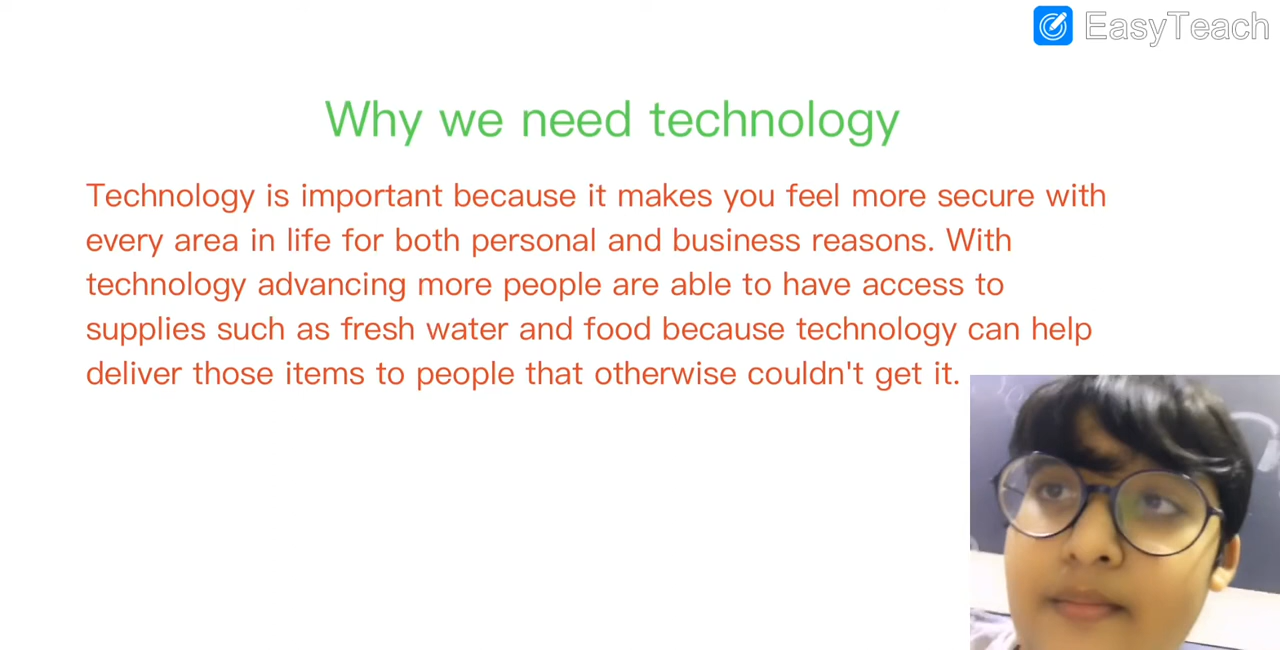 EasyTeach
Why we need technology
Technology is important because it makes you feel more secure with
every area in life for both personal and business reasons. With
technology advancing more people are able to have access to
supplies such as fresh water and food because technology can help
deliver those items to people that otherwise couldn't get it.